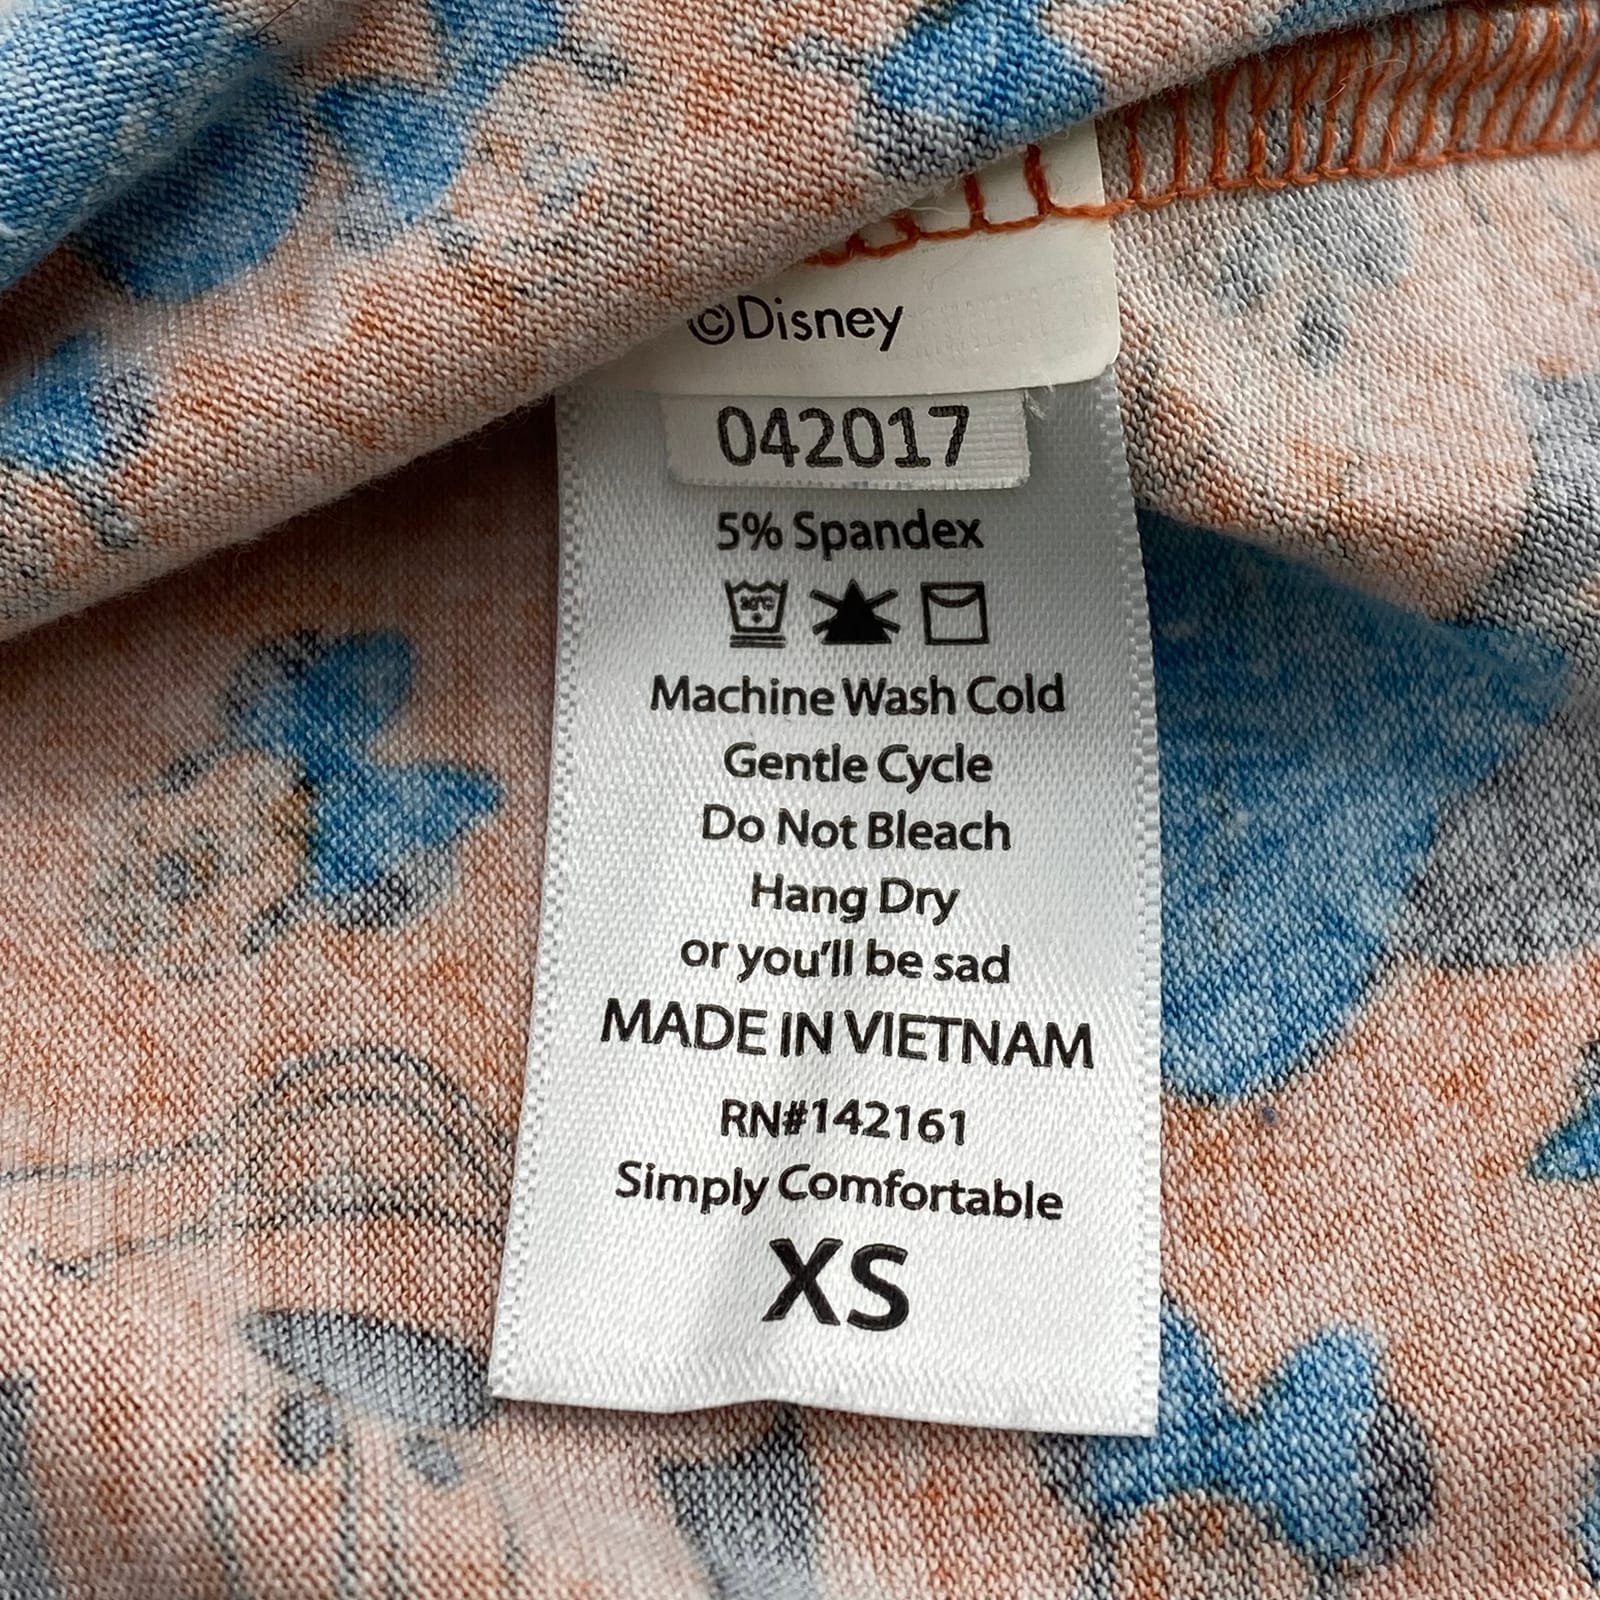 ©Disney
042017
5% Spandex
30°C
Machine Wash Cold
Gentle Cycle
Do Not Bleach
Hang Dry
or you'll be sad
MADE IN VIETNAM
RN#142161
Simply Comfortable
XS